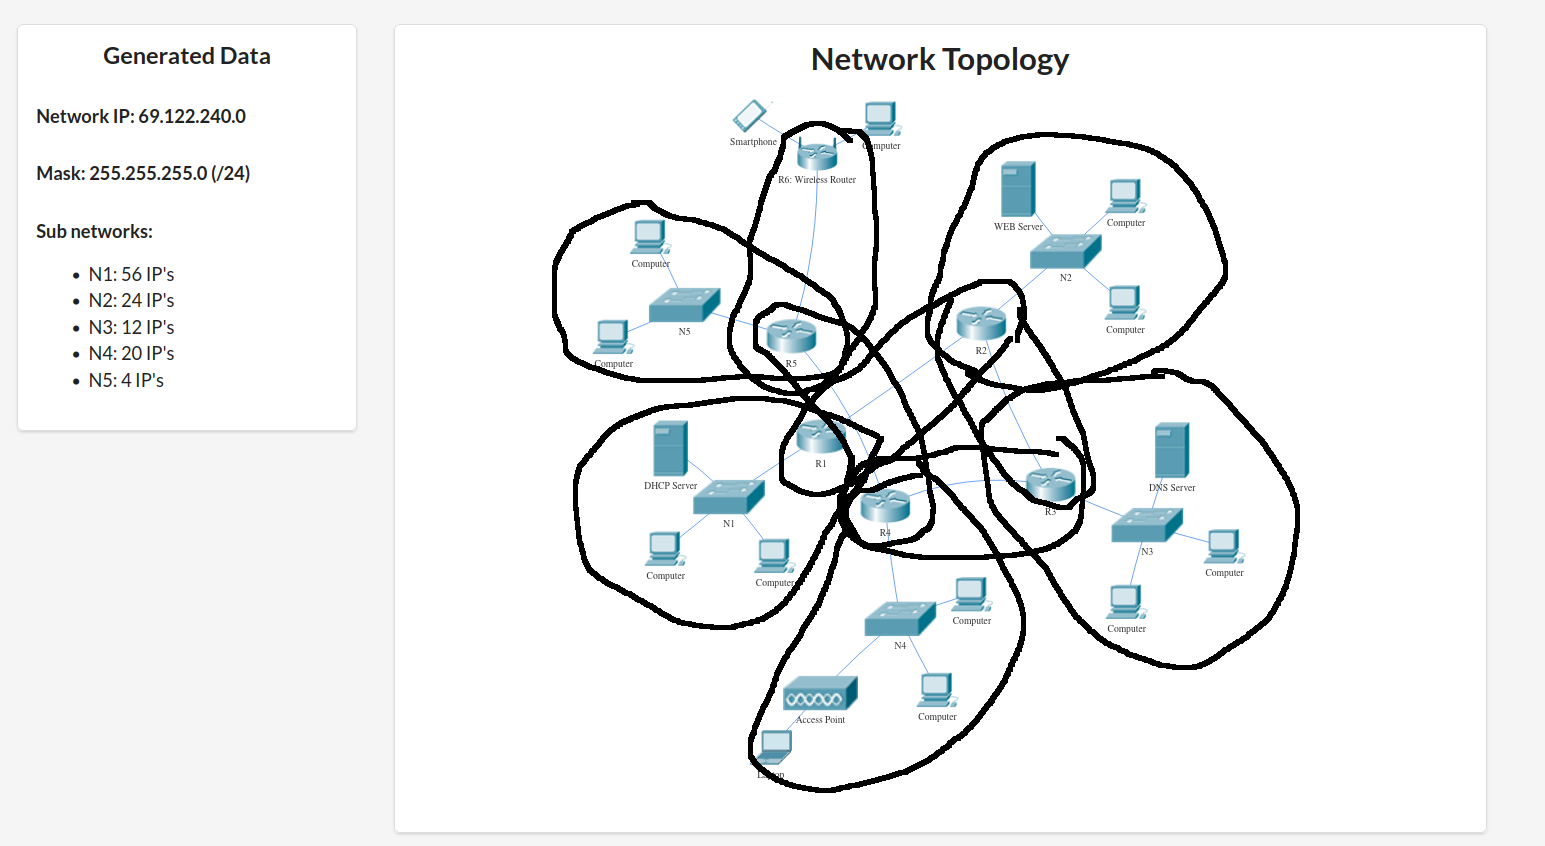 Generated Data
Network IP: 69.122.240.0
Mask: 255.255.255.0 (/24)
Sub networks:
N1: 56 IP's
N2: 24 IP's
N3: 12 IP's
N4: 20 IP's
N5: 4 IP's
Network Topology
Smartphone
Computer
R6: Wireless Router
WEB Server
Computer
N2
Computer
R2
Computer
N5
Computer
R5
DHCP Server
R1
N1
Computer
Computer
R4
R3
DNS Server
N3
Computer
Computer
Computer
N4
Access Point
Computer
Laptop